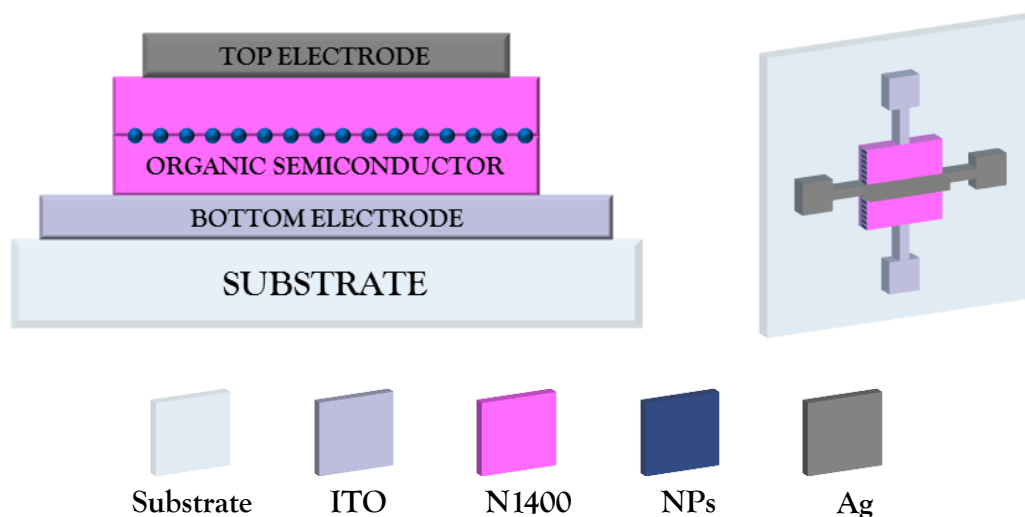 TOP ELECTRODE
ORGANIC SEMICONDUCTOR
BOTTOM ELECTRODE
SUBSTRATE
Substrate
ITO
N1400
NPs
Ag